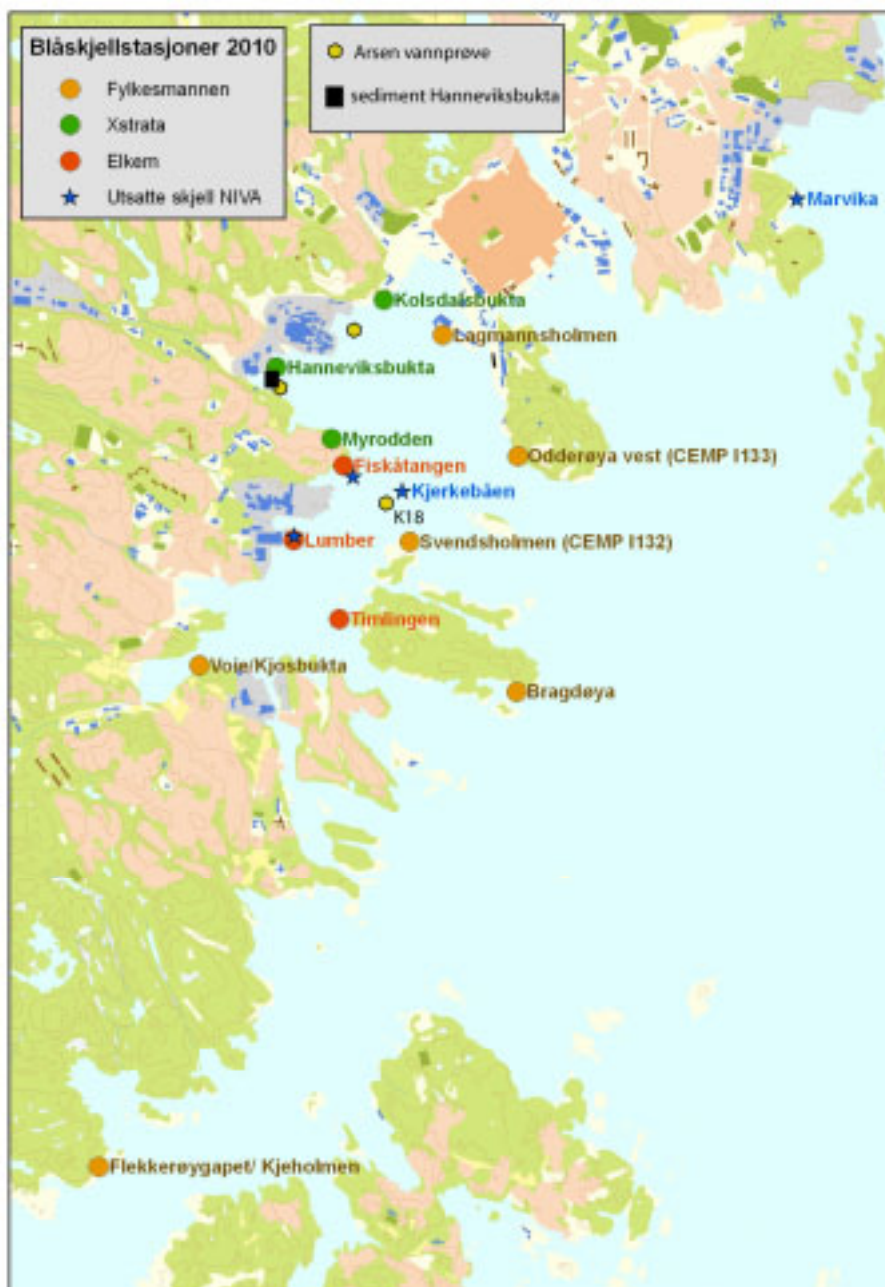 Blåskjellstasjoner 2010
Fylkesmannen
Xstrata
Elkem
Utsatte skjell NIVA
Arsen vannprøve
sediment Hanneviksbukta
Marvika
Kolsdalsbukta
Lagmannsholmen
Hanneviksbukta
Myrodden
Fiskåtangen
Odderøya vest (CEMP I133)
Kjerkebåen
K18
Lumber
Svendsholmen (CEMP I132)
Timlingen
Voie/Kjosbukta
Bragdøya
Flekkerøygapet/ Kjeholmen